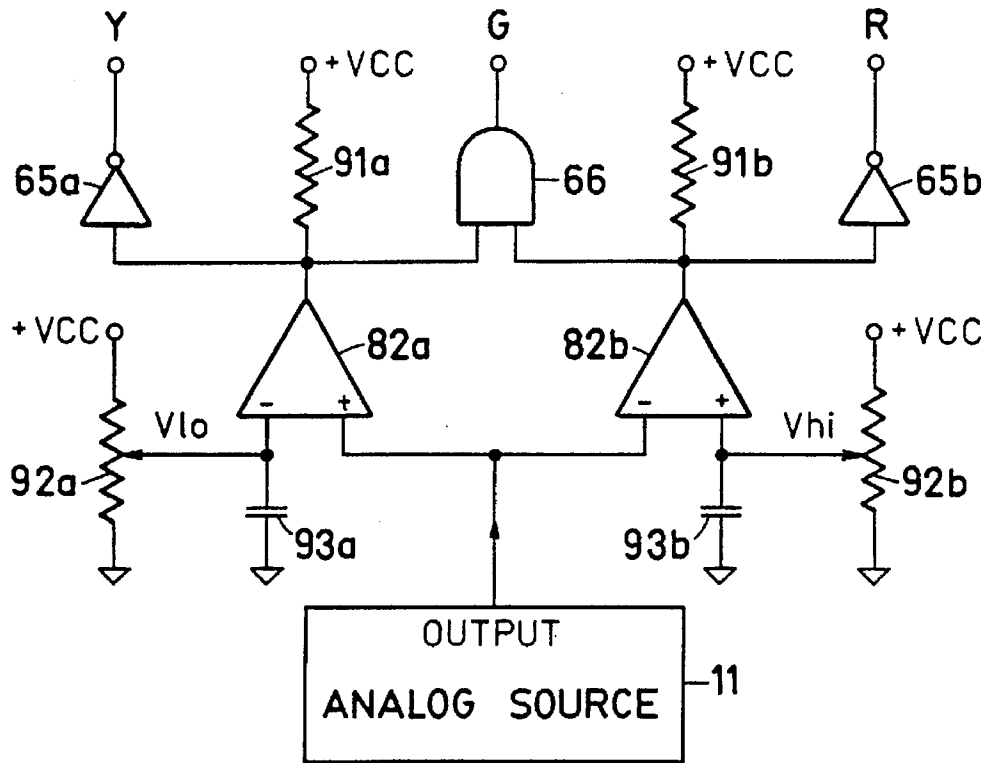 Y G R
+VCC +VCC
65a 91a 66 91b 65b
+VCC 82a 82b +VCC
- + - +
Vlo Vhi
92a 93a 93b 92b
OUTPUT
ANALOG SOURCE 11